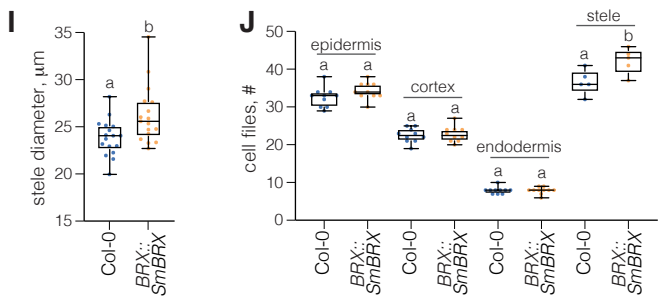 I
stele diameter, μm
35
30
25
20
15
a
b
Col-0
BRX::
SmBRX
J
cell files, #
50
40
30
20
10
0
epidermis
a
a
cortex
a
a
endodermis
a
a
stele
a
b
Col-0
BRX::
SmBRX
Col-0
BRX::
SmBRX
Col-0
BRX::
SmBRX
Col-0
BRX::
SmBRX